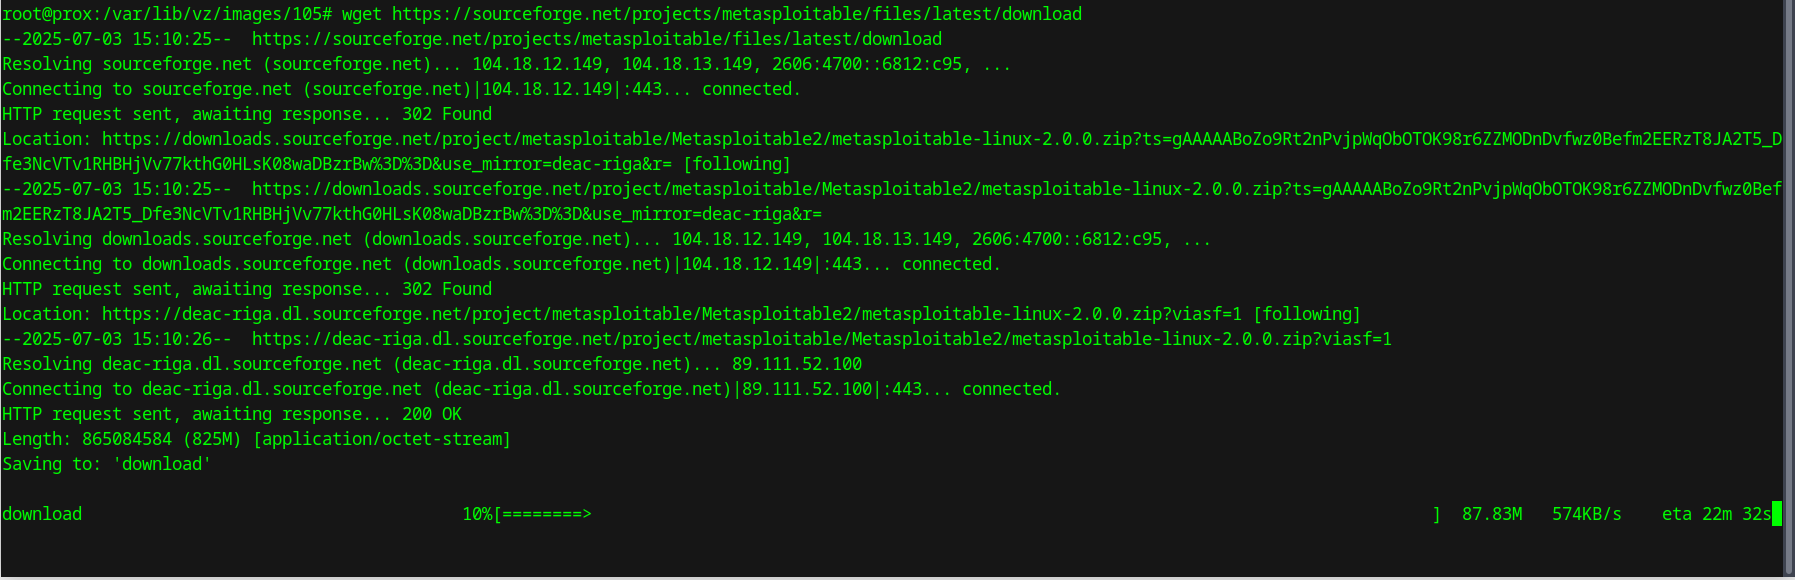 root@prox:/var/lib/vz/images/105# wget https://sourceforge.net/projects/metasploitable/files/latest/download
--2025-07-03 15:10:25--  https://sourceforge.net/projects/metasploitable/files/latest/download
Resolving sourceforge.net (sourceforge.net)... 104.18.12.149, 104.18.13.149, 2606:4700::6812:c95, ...
Connecting to sourceforge.net (sourceforge.net)|104.18.12.149|:443... connected.
HTTP request sent, awaiting response... 302 Found
Location: https://downloads.sourceforge.net/project/metasploitable/Metasploitable2/metasploitable-linux-2.0.0.zip?ts=gAAAAABoZo9Rt2nPvjpWqObOTOK98r6ZZMODnDvfwz0Befm2EERzT8JA2T5_D
fe3NcVTv1RHBHjVv77kthG0HLsK08waDBzrBw%3D%3D&use_mirror=deac-riga&r= [following]
--2025-07-03 15:10:25--  https://downloads.sourceforge.net/project/metasploitable/Metasploitable2/metasploitable-linux-2.0.0.zip?ts=gAAAAABoZo9Rt2nPvjpWqObOTOK98r6ZZMODnDvfwz0Bef
m2EERzT8JA2T5_Dfe3NcVTv1RHBHjVv77kthG0HLsK08waDBzrBw%3D%3D&use_mirror=deac-riga&r=
Resolving downloads.sourceforge.net (downloads.sourceforge.net)... 104.18.12.149, 104.18.13.149, 2606:4700::6812:c95, ...
Connecting to downloads.sourceforge.net (downloads.sourceforge.net)|104.18.12.149|:443... connected.
HTTP request sent, awaiting response... 302 Found
Location: https://deac-riga.dl.sourceforge.net/project/metasploitable/Metasploitable2/metasploitable-linux-2.0.0.zip?viasf=1 [following]
--2025-07-03 15:10:26--  https://deac-riga.dl.sourceforge.net/project/metasploitable/Metasploitable2/metasploitable-linux-2.0.0.zip?viasf=1
Resolving deac-riga.dl.sourceforge.net (deac-riga.dl.sourceforge.net)... 89.111.52.100
Connecting to deac-riga.dl.sourceforge.net (deac-riga.dl.sourceforge.net)|89.111.52.100|:443... connected.
HTTP request sent, awaiting response... 200 OK
Length: 865084584 (825M) [application/octet-stream]
Saving to: 'download'
download 10%[========> ] 87.83M 574KB/s eta 22m 32s